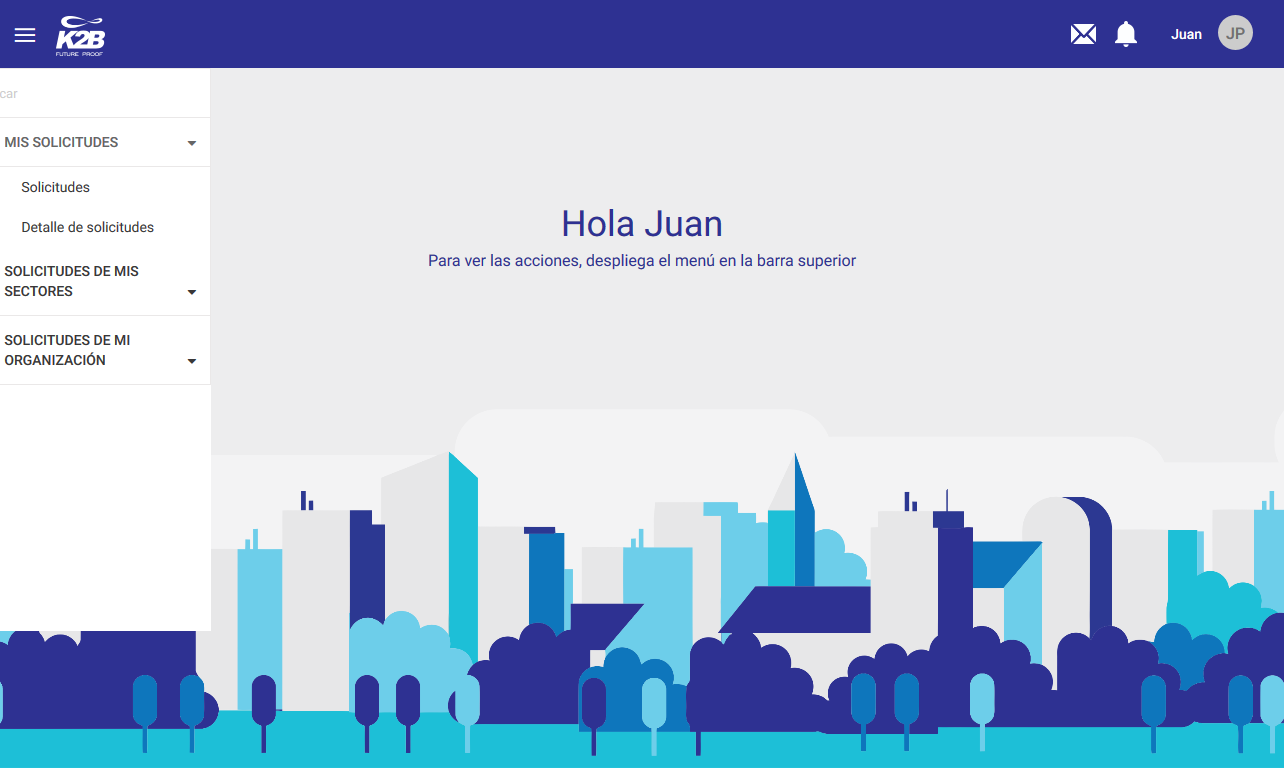 K2B
FUTURE PROOF
Juan
JP
car
MIS SOLICITUDES
Solicitudes
Detalle de solicitudes
SOLICITUDES DE MIS
SECTORES
SOLICITUDES DE MI
ORGANIZACIÓN
Hola Juan
Para ver las acciones, despliega el menú en la barra superior